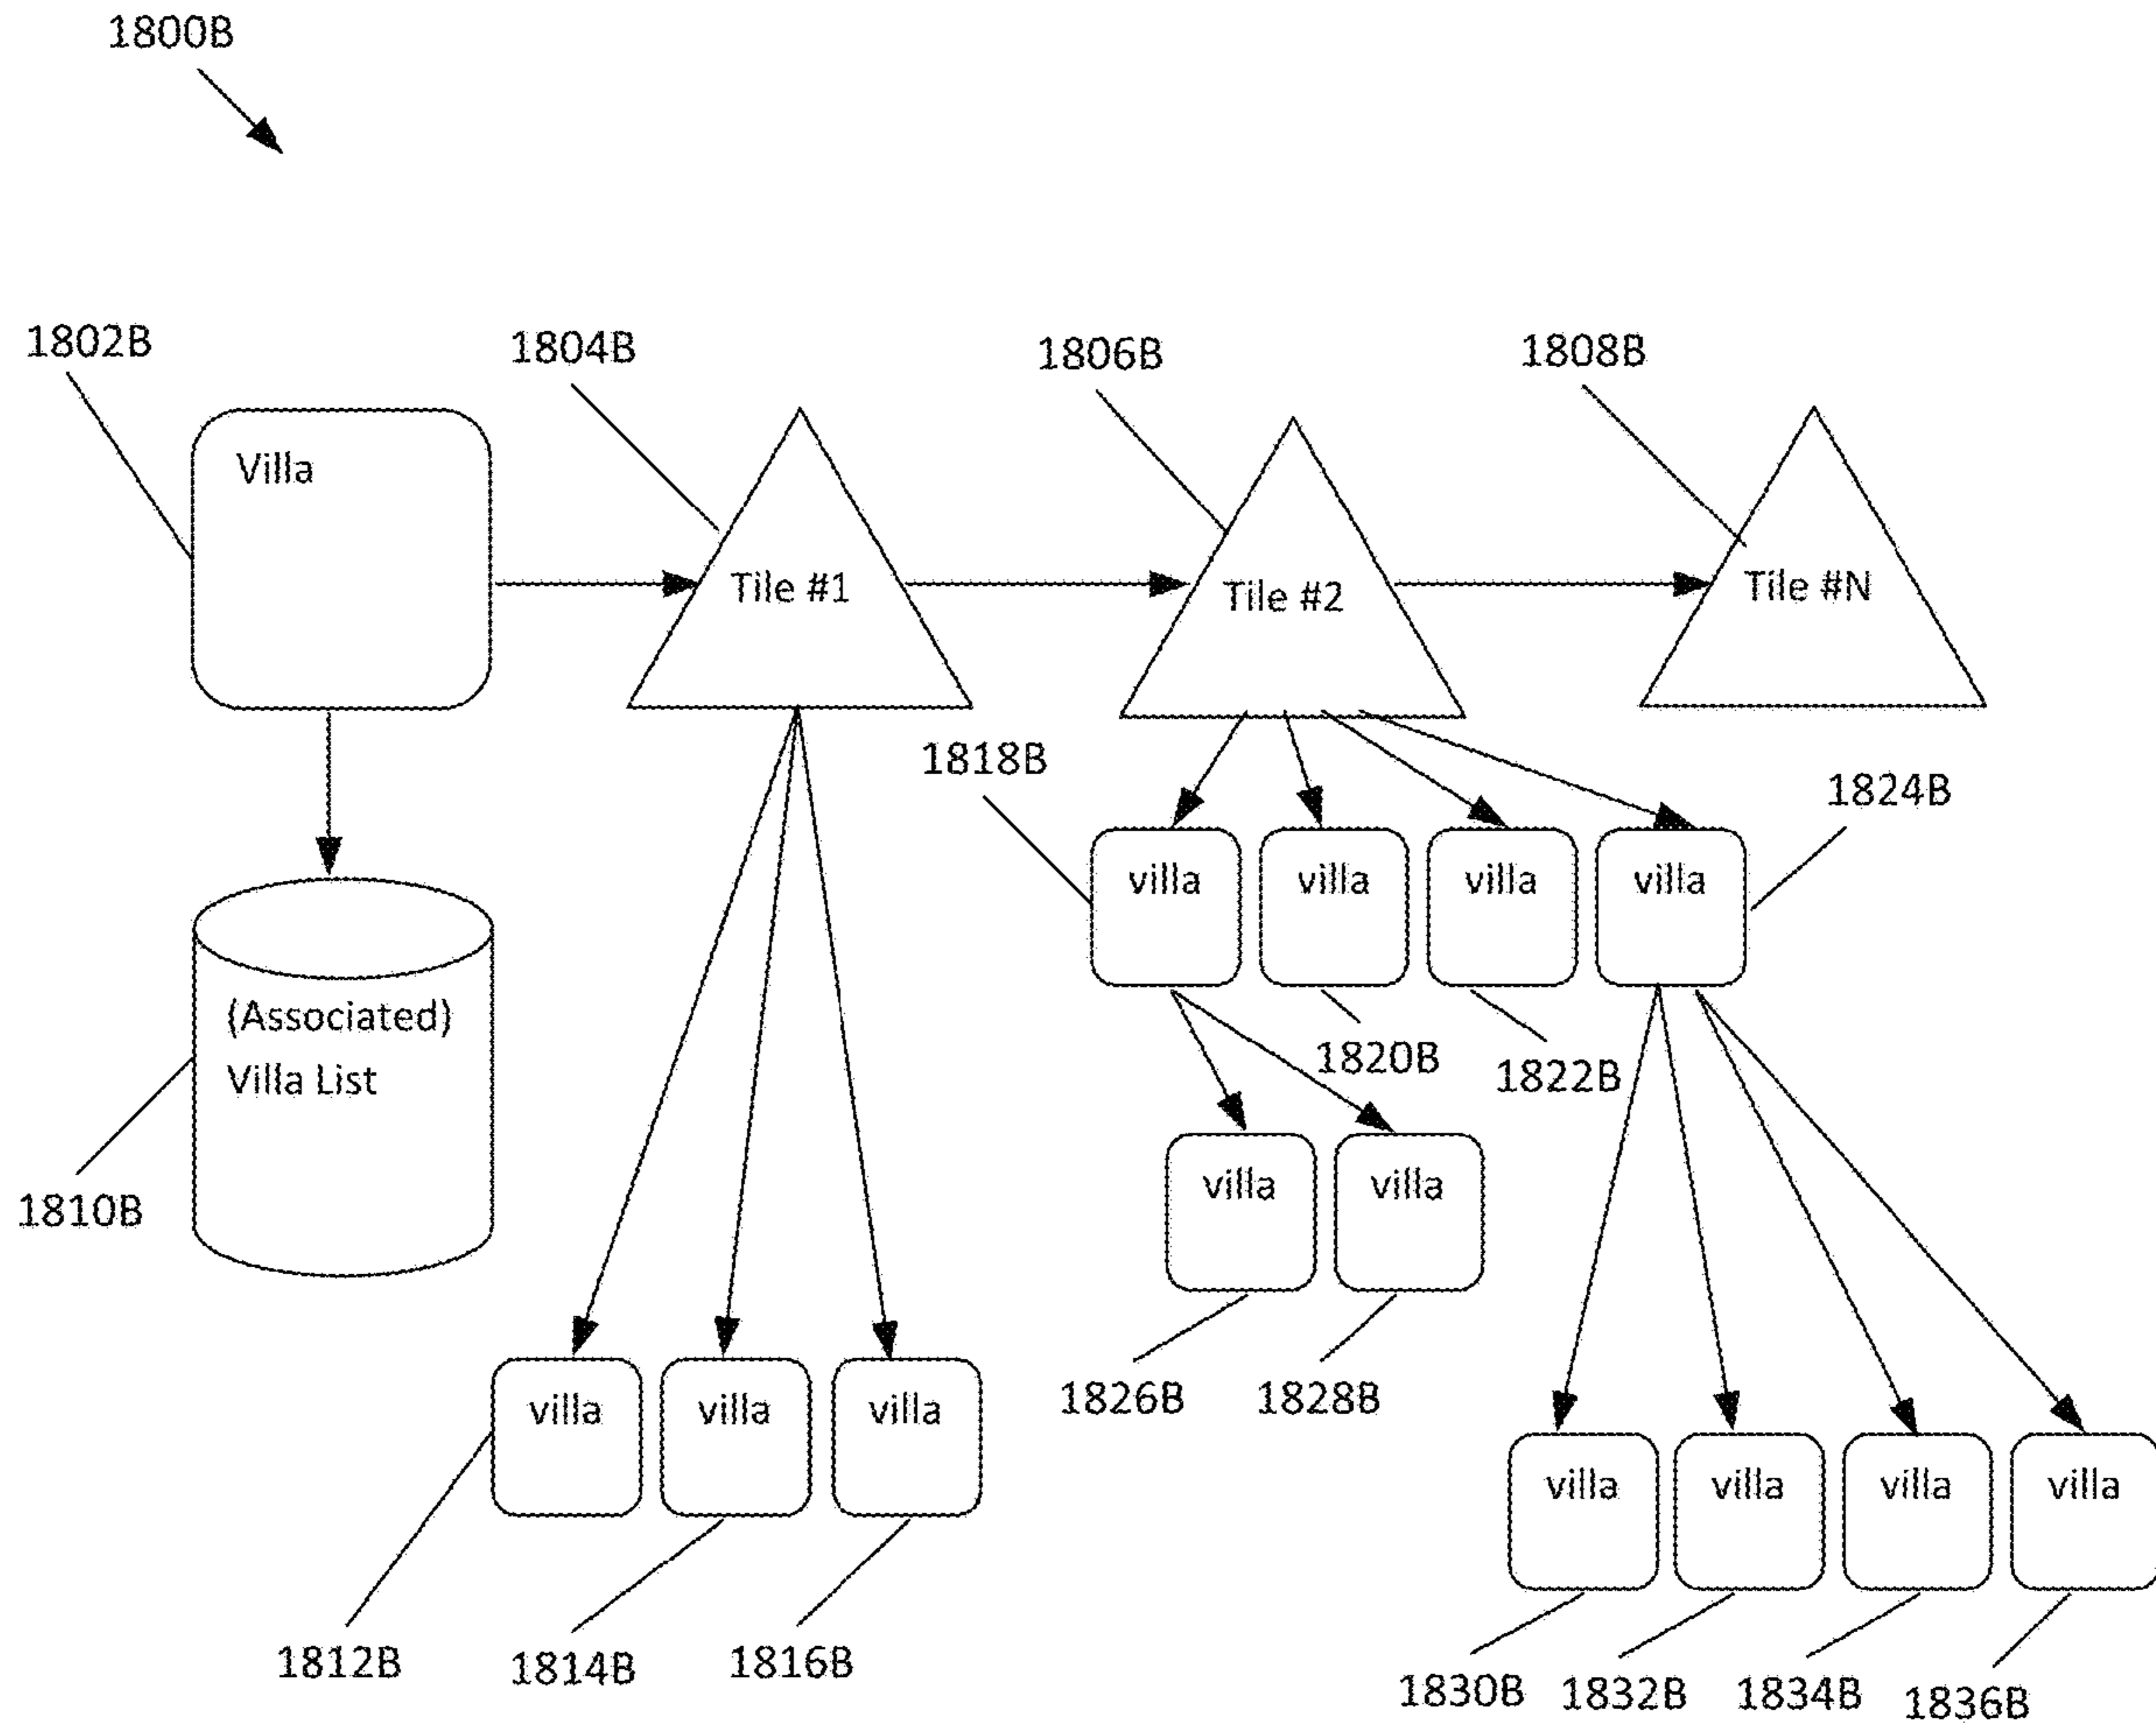 1800B
1802B
1804B
1806B
1808B
Villa
Tile #1
Tile #2
Tile #N
1818B
1824B
villa
villa
villa
villa
(Associated)
Villa List
1820B
1822B
1810B
villa
villa
1826B
1828B
villa
villa
villa
villa
villa
villa
villa
1812B
1814B
1816B
1830B
1832B
1834B
1836B